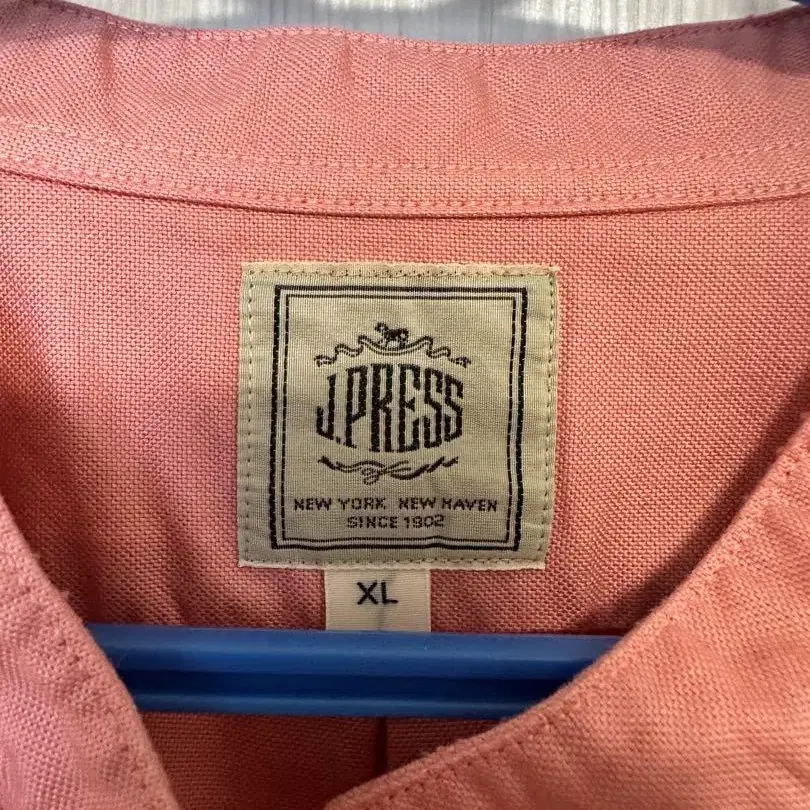 J.PRESS
NEW YORK NEW HAVEN
SINCE 1902
XL